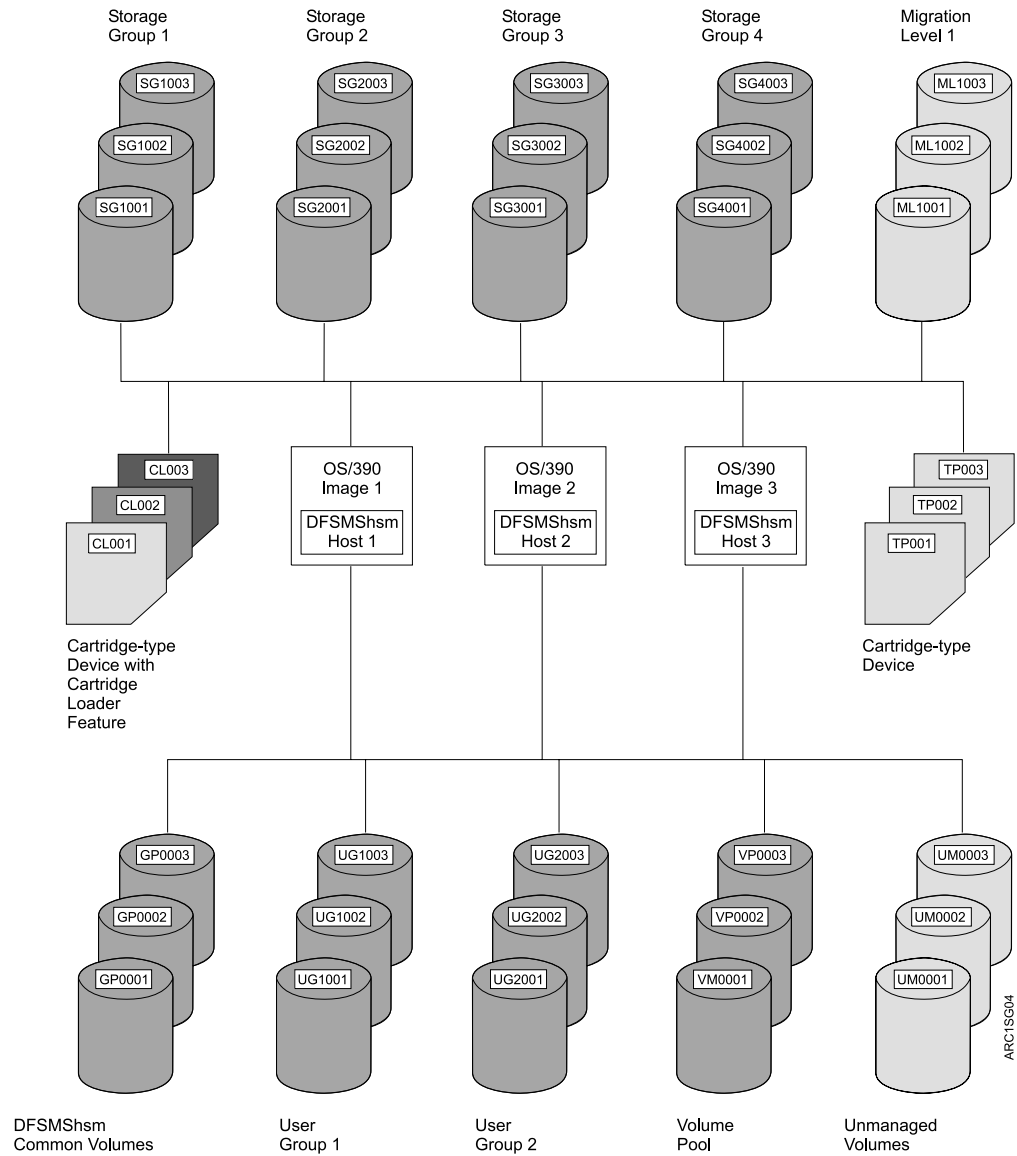 Storage
Group 1
Storage
Group 2
Storage
Group 3
Storage
Group 4
Migration
Level 1
SG1003
SG1002
SG1001
SG2003
SG2002
SG2001
SG3003
SG3002
SG3001
SG4003
SG4002
SG4001
ML1003
ML1002
ML1001
CL003
CL002
CL001
Cartridge-type
Device with
Cartridge
Loader
Feature
OS/390
Image 1
DFSMShsm
Host 1
OS/390
Image 2
DFSMShsm
Host 2
OS/390
Image 3
DFSMShsm
Host 3
TP003
TP002
TP001
Cartridge-type
Device
GP0003
GP0002
GP0001
UG1003
UG1002
UG1001
UG2003
UG2002
UG2001
VP0003
VP0002
VM0001
UM0003
UM0002
UM0001
ARC1SG04
DFSMShsm
Common Volumes
User
Group 1
User
Group 2
Volume
Pool
Unmanaged
Volumes